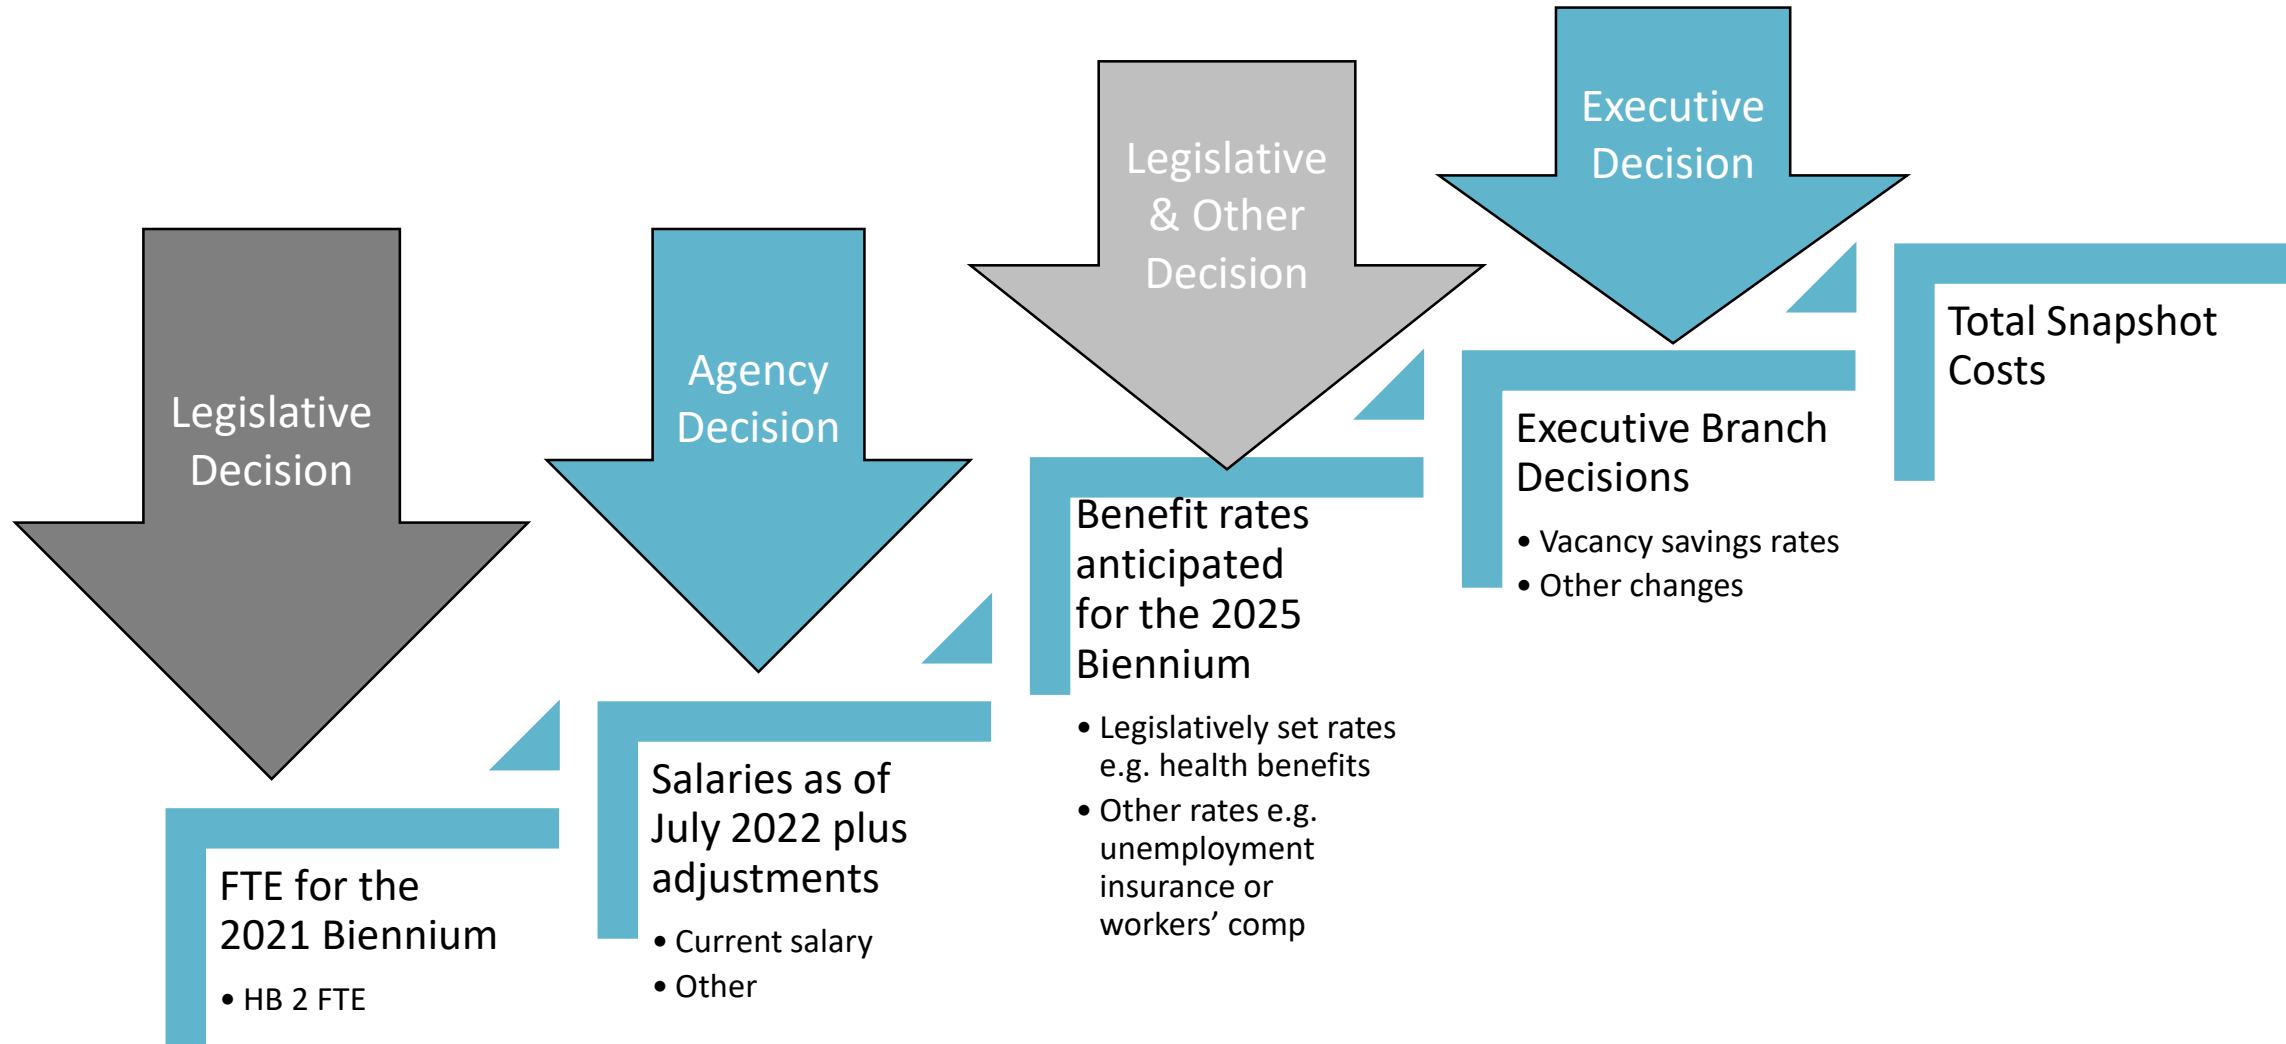 Legislative
Decision
FTE for the
2021 Biennium
• HB 2 FTE
Agency
Decision
Salaries as of
July 2022 plus
adjustments
• Current salary
• Other
Legislative
& Other
Decision
Benefit rates
anticipated
for the 2025
Biennium
• Legislatively set rates
e.g. health benefits
• Other rates e.g.
unemployment
insurance or
workers’ comp
Executive
Decision
Executive Branch
Decisions
• Vacancy savings rates
• Other changes
Total Snapshot
Costs